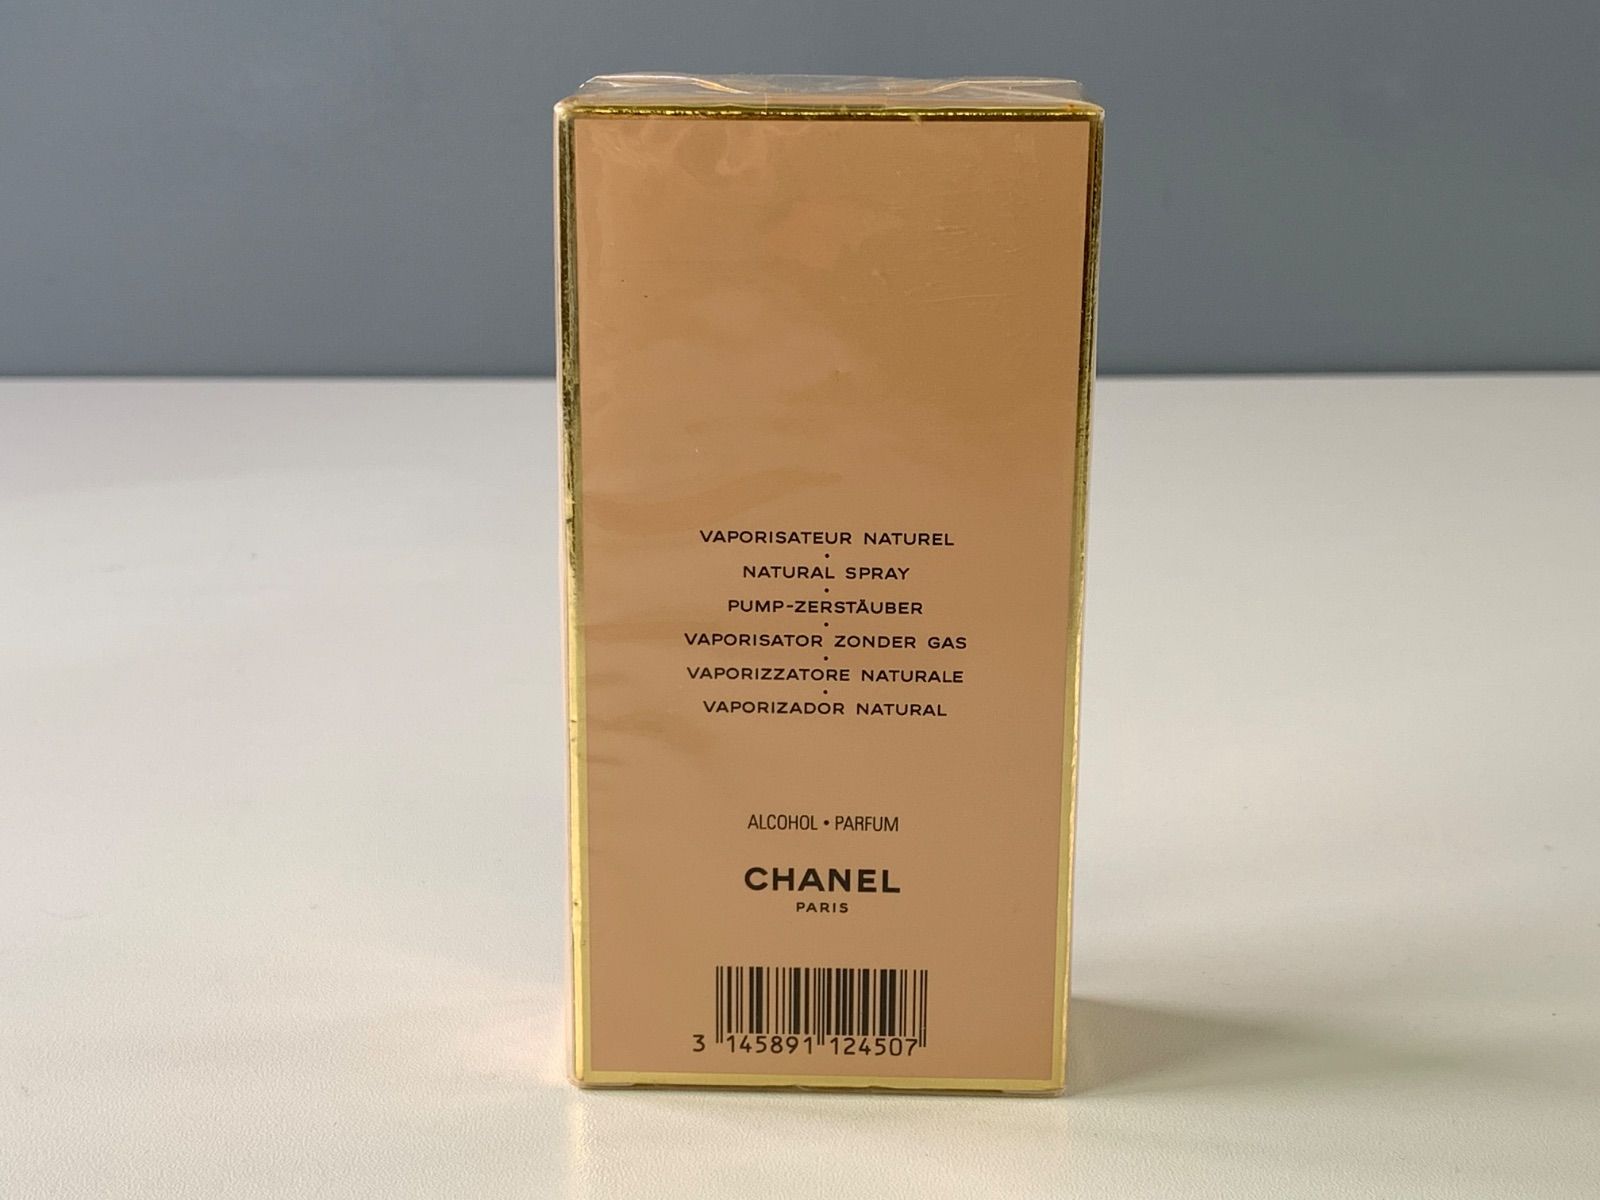 VAPORISATEUR NATUREL
•
NATURAL SPRAY
•
PUMP-ZERSTÄUBER
•
VAPORISATOR ZONDER GAS
•
VAPORIZZATORE NATURALE
•
VAPORIZADOR NATURAL
ALCOHOL • PARFUM
CHANEL
PARIS
3 145891 124507